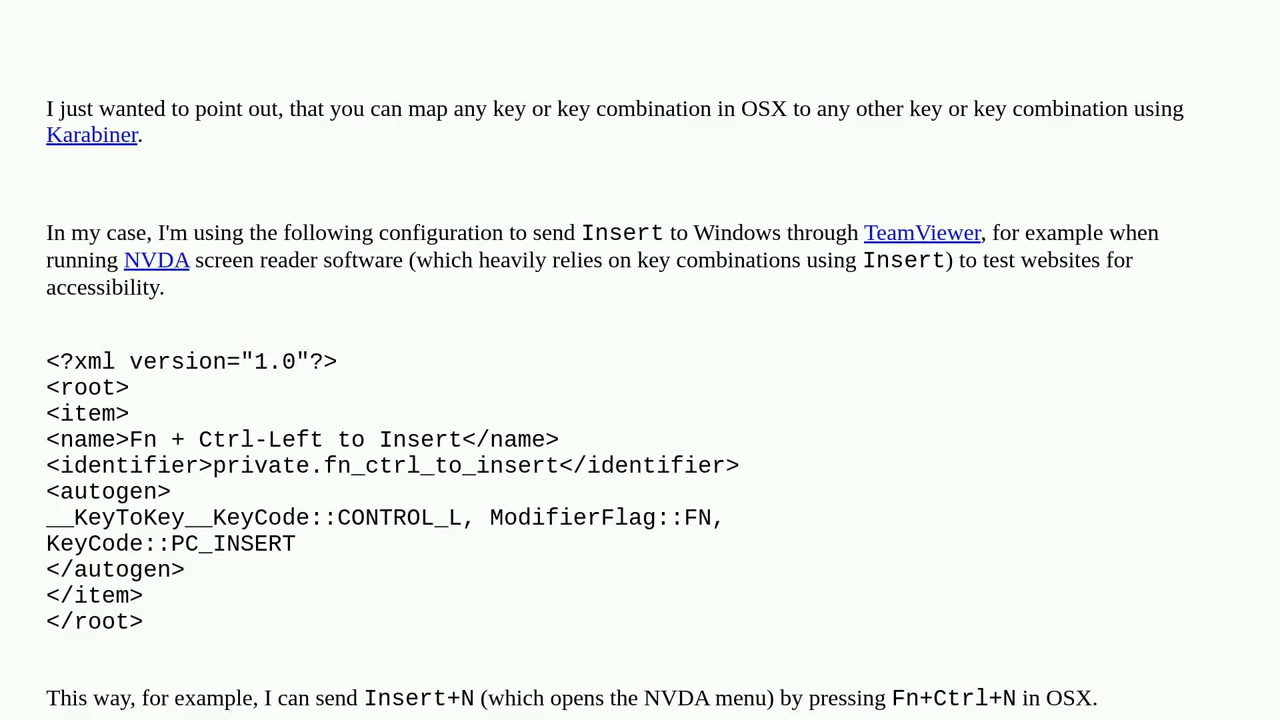 I just wanted to point out, that you can map any key or key combination in OSX to any other key or key combination using
Karabiner.
In my case, I'm using the following configuration to send Insert to Windows through TeamViewer, for example when
running NVDA screen reader software (which heavily relies on key combinations using Insert) to test websites for
accessibility.
<?xml version="1.0"?>
<root>
<item>
<name>Fn + Ctrl-Left to Insert</name>
<identifier>private.fn_ctrl_to_insert</identifier>
<autogen>
__KeyToKey__KeyCode::CONTROL_L, ModifierFlag::FN,
KeyCode::PC_INSERT
</autogen>
</item>
</root>
This way, for example, I can send Insert+N (which opens the NVDA menu) by pressing Fn+Ctrl+N in OSX.